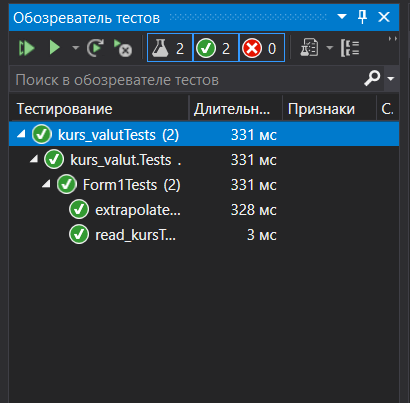 Обозреватель тестов
2 2 0
Поиск в обозревателе тестов
Тестирование Длительн... Признаки С.
kurs_valutTests (2) 331 мс
kurs_valut.Tests . 331 мс
Form1Tests (2) 331 мс
extrapolate... 328 мс
read_kursT... 3 мс